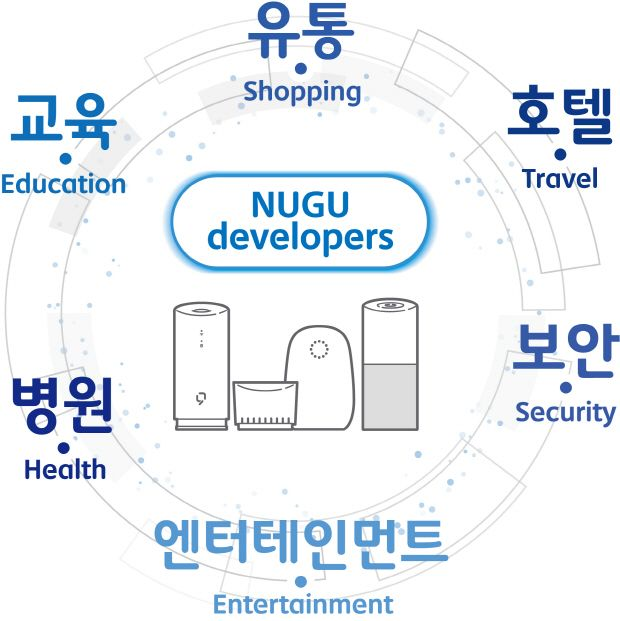 유통
Shopping
교육
Education
호텔
Travel
NUGU
developers
보안
Security
병원
Health
엔터테인먼트
Entertainment